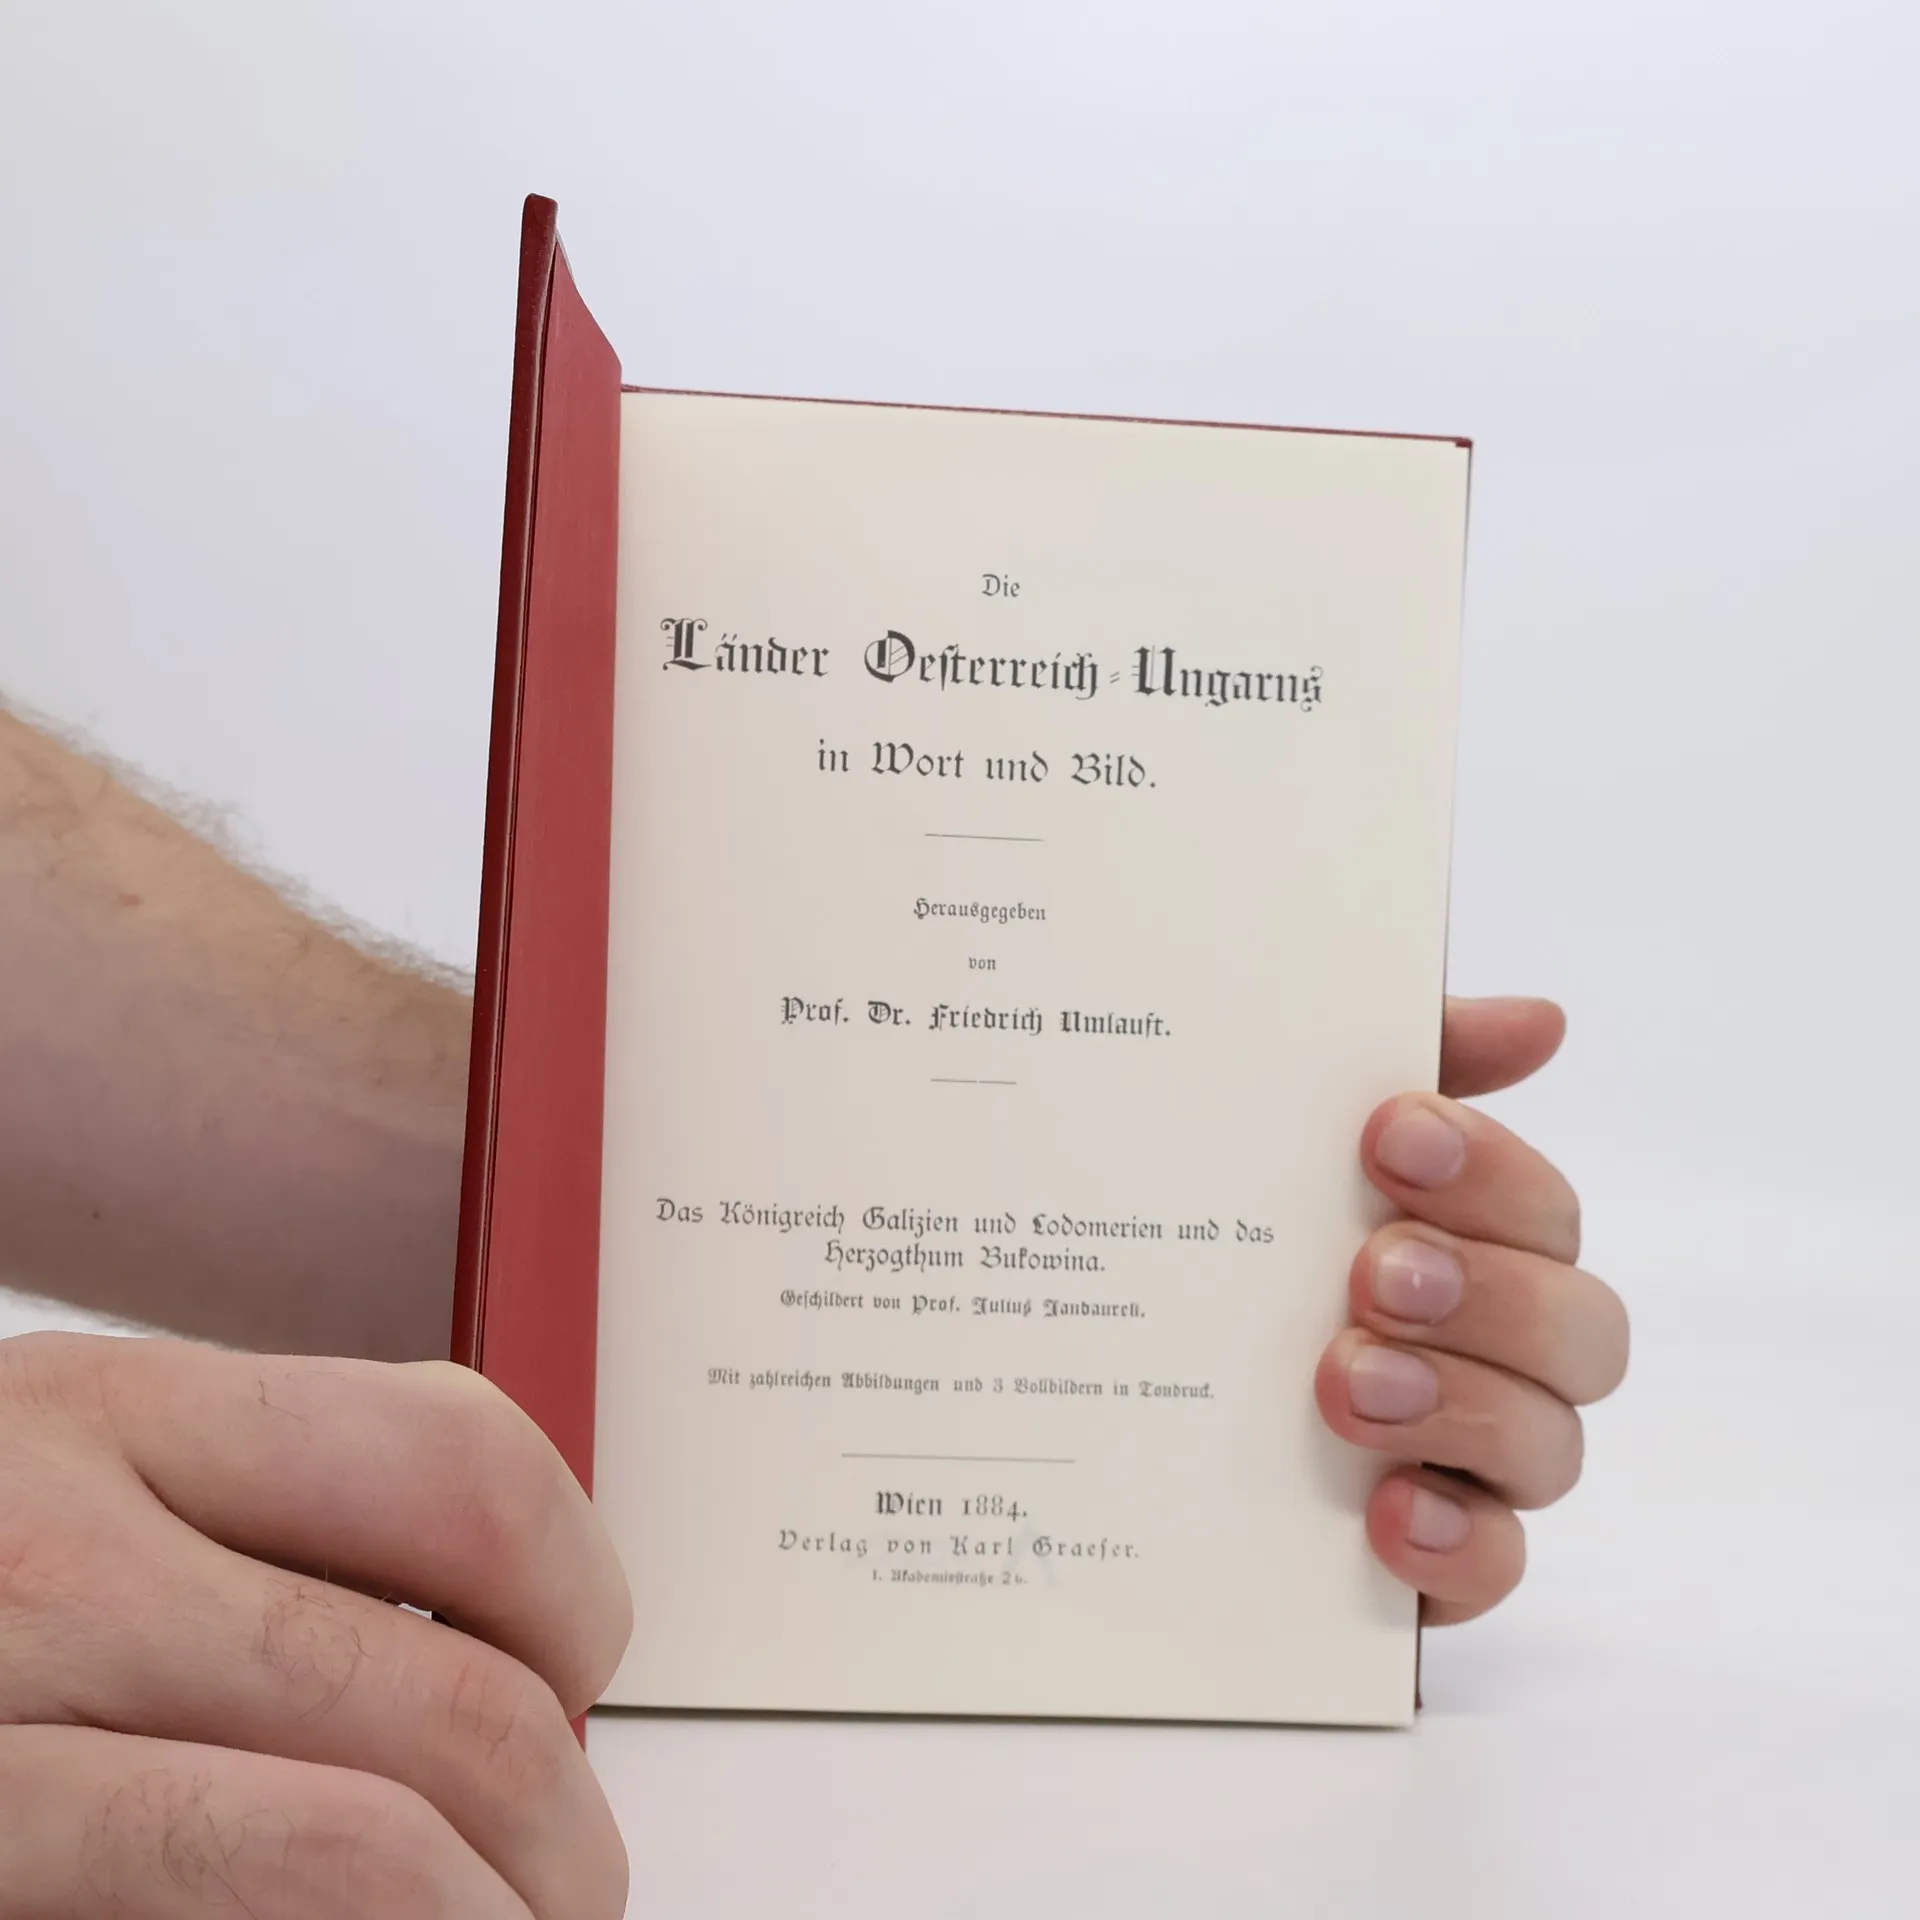 Die
Länder Oesterreich-Ungarns
in Wort und Bild.
Herausgegeben
von
Prof. Dr. Friedrich Umlauft.
Das Königreich Galizien und Lodomerien und das
Herzogthum Bukowina.
Geschildert von Prof. Julius Jandaurek.
Mit zahlreichen Abbildungen und 3 Vollbildern in Tondruck.
Wien 1884.
Verlag von Karl Graeser.
I. Akademiestraße 26.